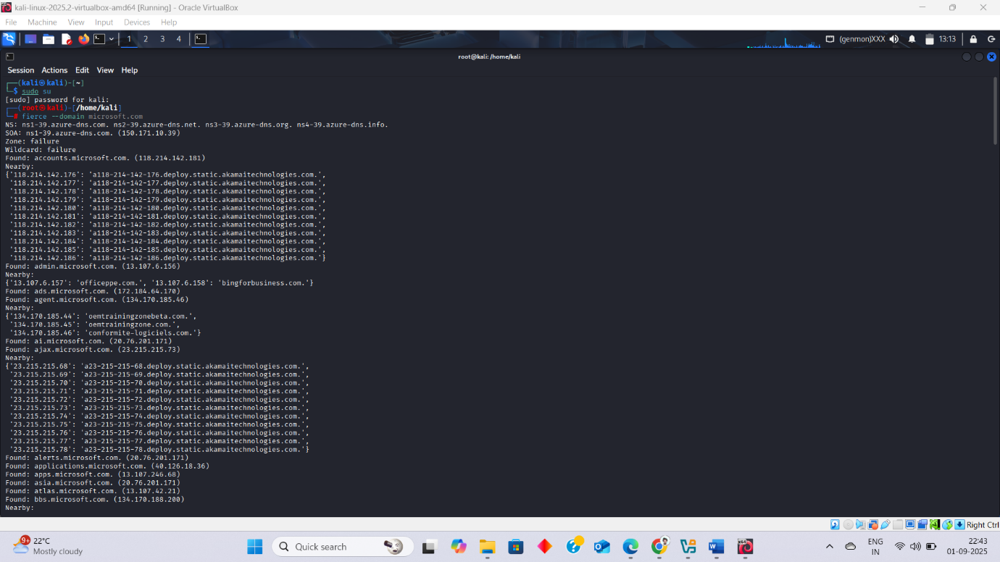 kali-linux-2025.2-virtualbox-amd64 [Running] - Oracle VirtualBox
File Machine View Input Devices Help
1 2 3 4 (genmon)XXX 13:13
root@kali: /home/kali
Session Actions Edit View Help
┌──(kali㉿kali)-[~]
└─$ sudo su
[sudo] password for kali:
┌──(root㉿kali)-[/home/kali]
└─# fierce --domain microsoft.com
NS: ns1-39.azure-dns.com. ns2-39.azure-dns.net. ns3-39.azure-dns.org. ns4-39.azure-dns.info.
SOA: ns1-39.azure-dns.com. (150.171.10.39)
Zone: failure
Wildcard: failure
Found: accounts.microsoft.com. (118.214.142.181)
Nearby:
{'118.214.142.176': 'a118-214-142-176.deploy.static.akamaitechnologies.com.',
'118.214.142.177': 'a118-214-142-177.deploy.static.akamaitechnologies.com.',
'118.214.142.178': 'a118-214-142-178.deploy.static.akamaitechnologies.com.',
'118.214.142.179': 'a118-214-142-179.deploy.static.akamaitechnologies.com.',
'118.214.142.180': 'a118-214-142-180.deploy.static.akamaitechnologies.com.',
'118.214.142.181': 'a118-214-142-181.deploy.static.akamaitechnologies.com.',
'118.214.142.182': 'a118-214-142-182.deploy.static.akamaitechnologies.com.',
'118.214.142.183': 'a118-214-142-183.deploy.static.akamaitechnologies.com.',
'118.214.142.184': 'a118-214-142-184.deploy.static.akamaitechnologies.com.',
'118.214.142.185': 'a118-214-142-185.deploy.static.akamaitechnologies.com.',
'118.214.142.186': 'a118-214-142-186.deploy.static.akamaitechnologies.com.'}
Found: admin.microsoft.com. (13.107.6.156)
Nearby:
{'13.107.6.157': 'officeppe.com.', '13.107.6.158': 'bingforbusiness.com.'}
Found: ads.microsoft.com. (172.184.64.170)
Found: agent.microsoft.com. (134.170.185.46)
Nearby:
{'134.170.185.44': 'oemtrainingzonebeta.com.',
'134.170.185.45': 'oemtrainingzone.com.',
'134.170.185.46': 'conformite-logiciels.com.'}
Found: ai.microsoft.com. (20.76.201.171)
Found: ajax.microsoft.com. (23.215.215.73)
Nearby:
{'23.215.215.68': 'a23-215-215-68.deploy.static.akamaitechnologies.com.',
'23.215.215.69': 'a23-215-215-69.deploy.static.akamaitechnologies.com.',
'23.215.215.70': 'a23-215-215-70.deploy.static.akamaitechnologies.com.',
'23.215.215.71': 'a23-215-215-71.deploy.static.akamaitechnologies.com.',
'23.215.215.72': 'a23-215-215-72.deploy.static.akamaitechnologies.com.',
'23.215.215.73': 'a23-215-215-73.deploy.static.akamaitechnologies.com.',
'23.215.215.74': 'a23-215-215-74.deploy.static.akamaitechnologies.com.',
'23.215.215.75': 'a23-215-215-75.deploy.static.akamaitechnologies.com.',
'23.215.215.76': 'a23-215-215-76.deploy.static.akamaitechnologies.com.',
'23.215.215.77': 'a23-215-215-77.deploy.static.akamaitechnologies.com.',
'23.215.215.78': 'a23-215-215-78.deploy.static.akamaitechnologies.com.'}
Found: alerts.microsoft.com. (20.76.201.171)
Found: applications.microsoft.com. (40.126.18.36)
Found: apps.microsoft.com. (13.107.246.68)
Found: asia.microsoft.com. (20.76.201.171)
Found: atlas.microsoft.com. (13.107.42.21)
Found: bbs.microsoft.com. (134.170.188.200)
Nearby:
Right Ctrl
9+ 22°C
Mostly cloudy
Quick search
ENG
IN
22:43
01-09-2025